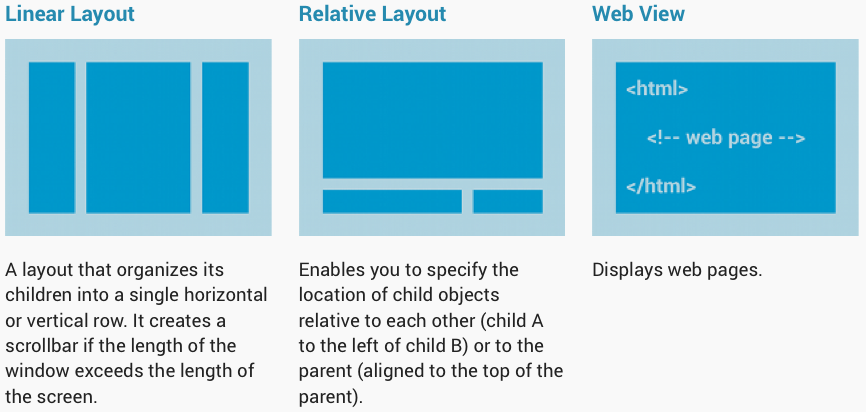 Linear Layout
A layout that organizes its
children into a single horizontal
or vertical row. It creates a
scrollbar if the length of the
window exceeds the length of
the screen.
Relative Layout
Enables you to specify the
location of child objects
relative to each other (child A
to the left of child B) or to the
parent (aligned to the top of the
parent).
Web View
<html>
<!-- web page -->
</html>
Displays web pages.